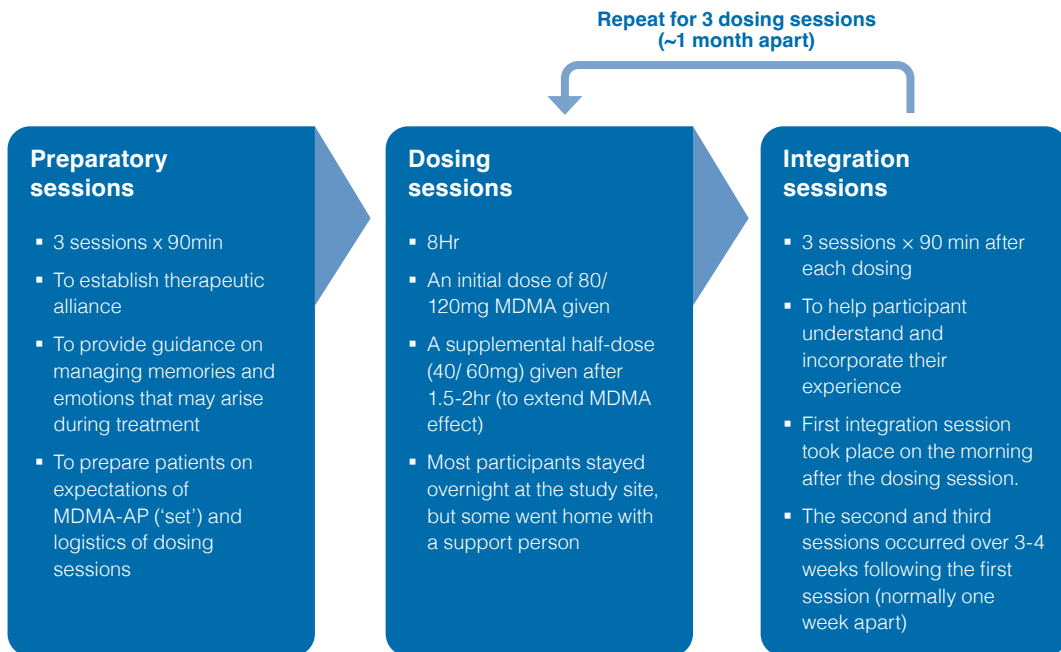 Repeat for 3 dosing sessions
(~1 month apart)
Preparatory
sessions
▪ 3 sessions x 90min
▪ To establish therapeutic
alliance
▪ To provide guidance on
managing memories and
emotions that may arise
during treatment
▪ To prepare patients on
expectations of
MDMA-AP (‘set’) and
logistics of dosing
sessions
Dosing
sessions
▪ 8Hr
▪ An initial dose of 80/
120mg MDMA given
▪ A supplemental half-dose
(40/ 60mg) given after
1.5-2hr (to extend MDMA
effect)
▪ Most participants stayed
overnight at the study site,
but some went home with
a support person
Integration
sessions
▪ 3 sessions × 90 min after
each dosing
▪ To help participant
understand and
incorporate their
experience
▪ First integration session
took place on the morning
after the dosing session.
▪ The second and third
sessions occurred over 3-4
weeks following the first
session (normally one
week apart)